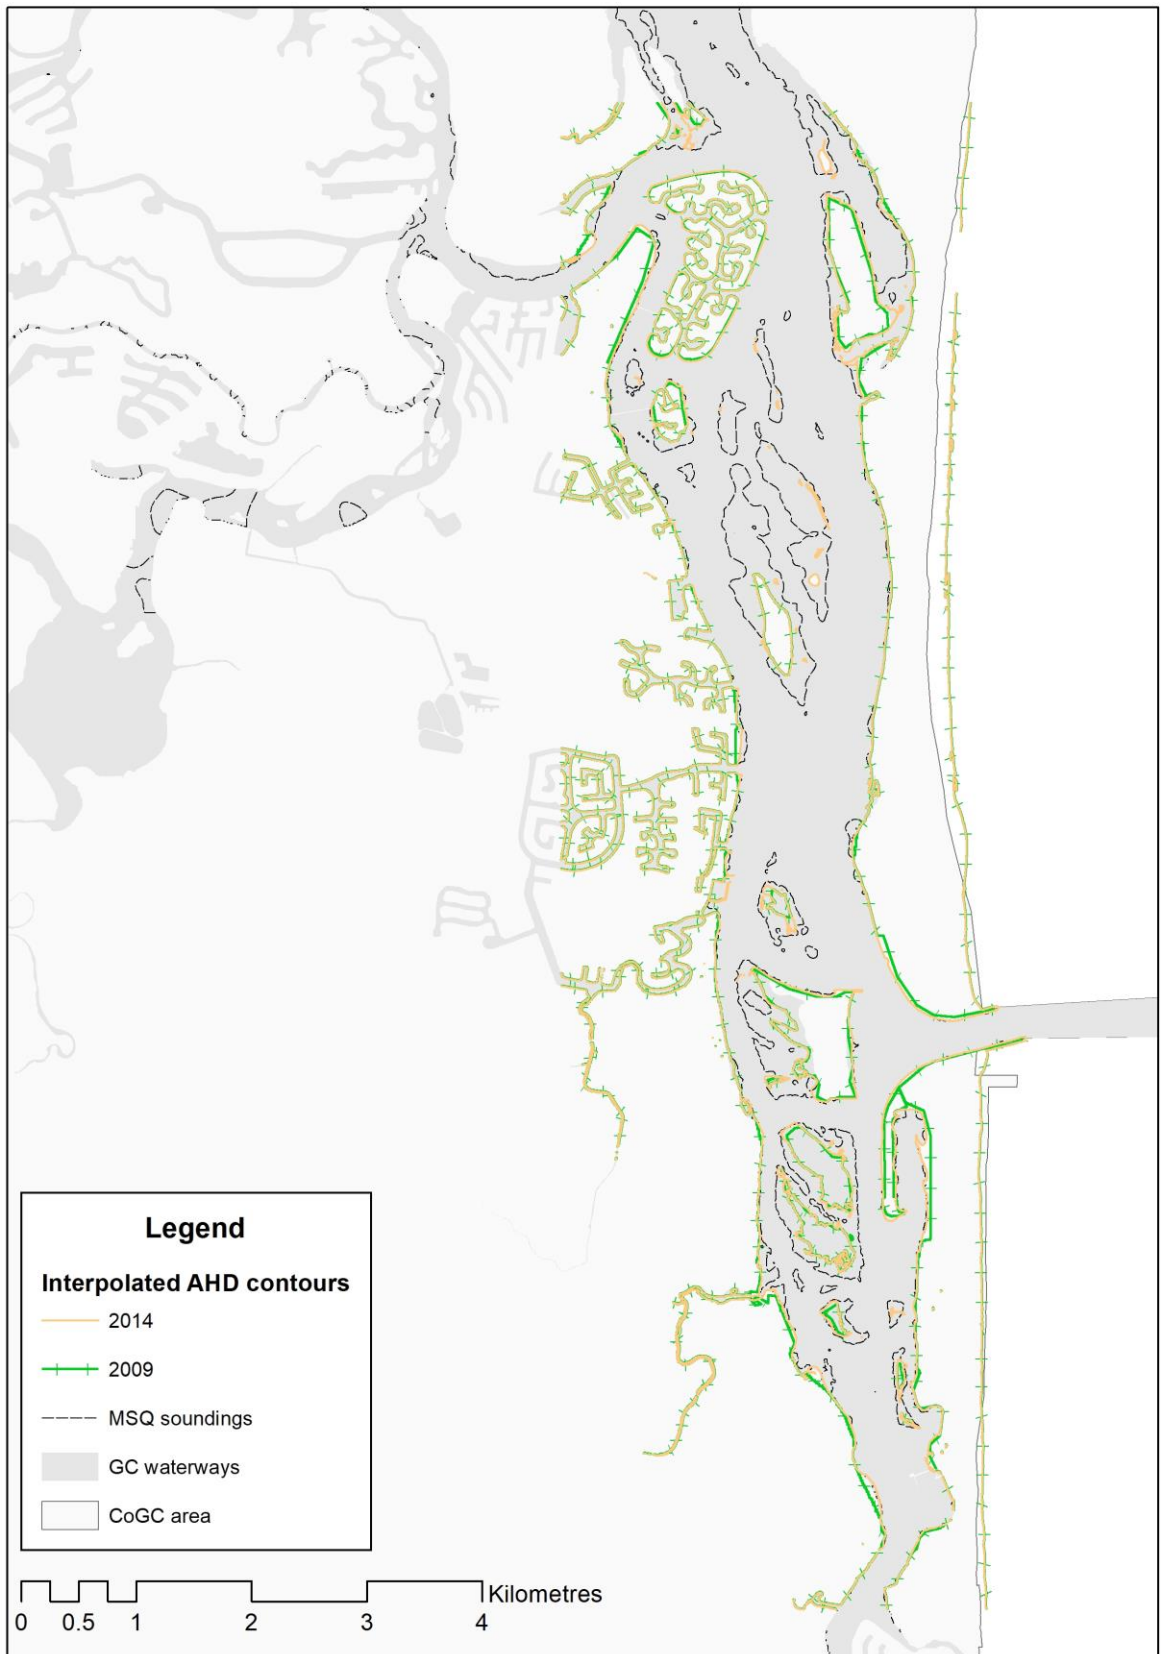 Legend
Interpolated AHD contours
2014
2009
MSQ soundings
GC waterways
CoGC area
Kilometres
0 0.5 1 2 3 4